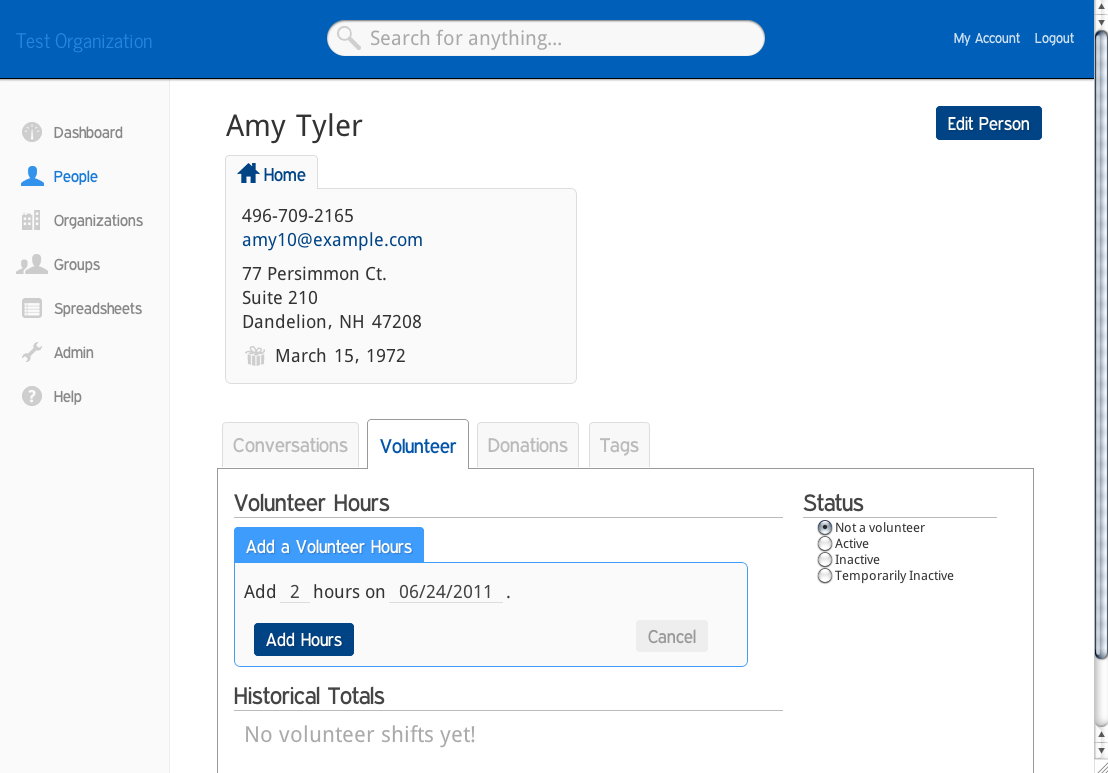 Test Organization
Search for anything...
My Account Logout
Dashboard
People
Organizations
Groups
Spreadsheets
Admin
Help
Amy Tyler
Edit Person
Home
496-709-2165
amy10@example.com
77 Persimmon Ct.
Suite 210
Dandelion, NH 47208
March 15, 1972
Conversations Volunteer Donations Tags
Volunteer Hours
Add a Volunteer Hours
Add 2 hours on 06/24/2011 .
Add Hours Cancel
Historical Totals
No volunteer shifts yet!
Status
Not a volunteer
Active
Inactive
Temporarily Inactive